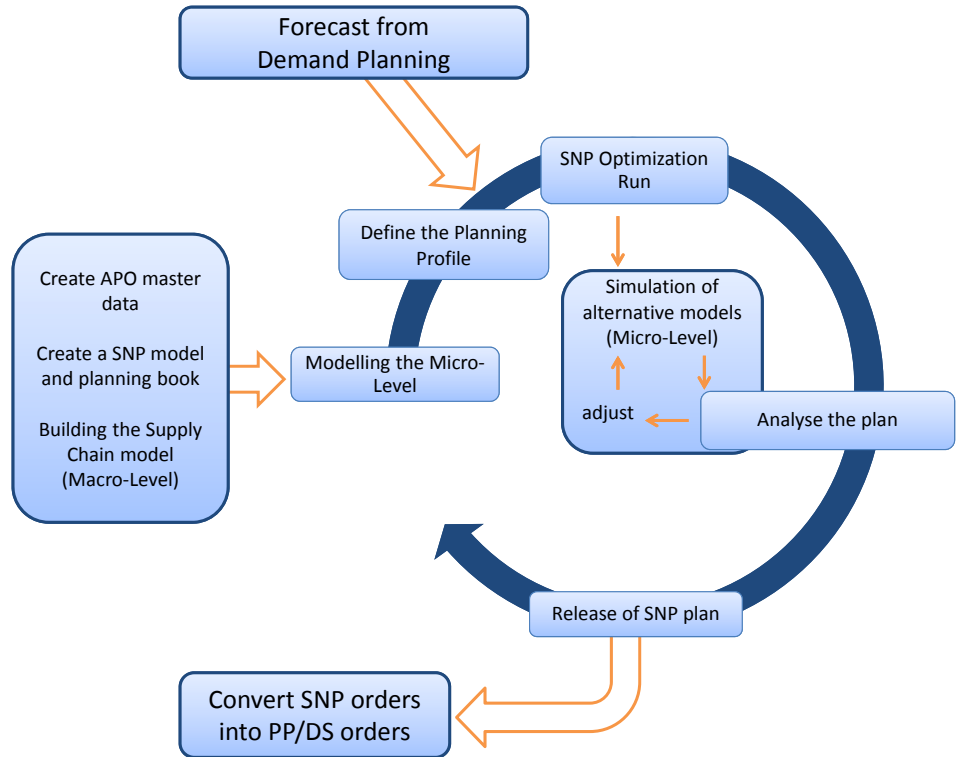 Forecast from
Demand Planning
SNP Optimization
Run
Define the Planning
Profile
Create APO master
data
Create a SNP model
and planning book
Building the Supply
Chain model
(Macro-Level)
Modelling the Micro-
Level
Simulation of
alternative models
(Micro-Level)
adjust
Analyse the plan
Release of SNP plan
Convert SNP orders
into PP/DS orders